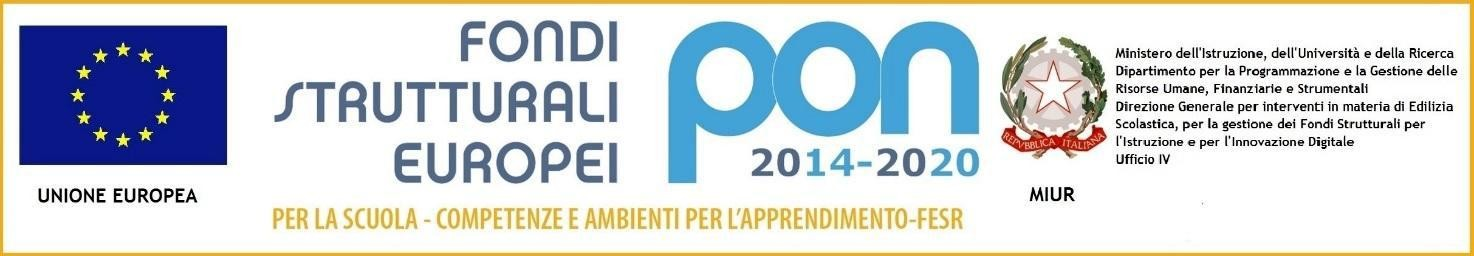 UNIONE EUROPEA
FONDI
STRUTTURALI
EUROPEI
pon
2014-2020
PER LA SCUOLA - COMPETENZE E AMBIENTI PER L'APPRENDIMENTO-FESR
REPVBBLICA ITALIANA
MIUR
Ministero dell'Istruzione, dell'Università e della Ricerca
Dipartimento per la Programmazione e la Gestione delle
Risorse Umane, Finanziarie e Strumentali
Direzione Generale per interventi in materia di Edilizia
Scolastica, per la gestione dei Fondi Strutturali per
l'Istruzione e per l'Innovazione Digitale
Ufficio IV